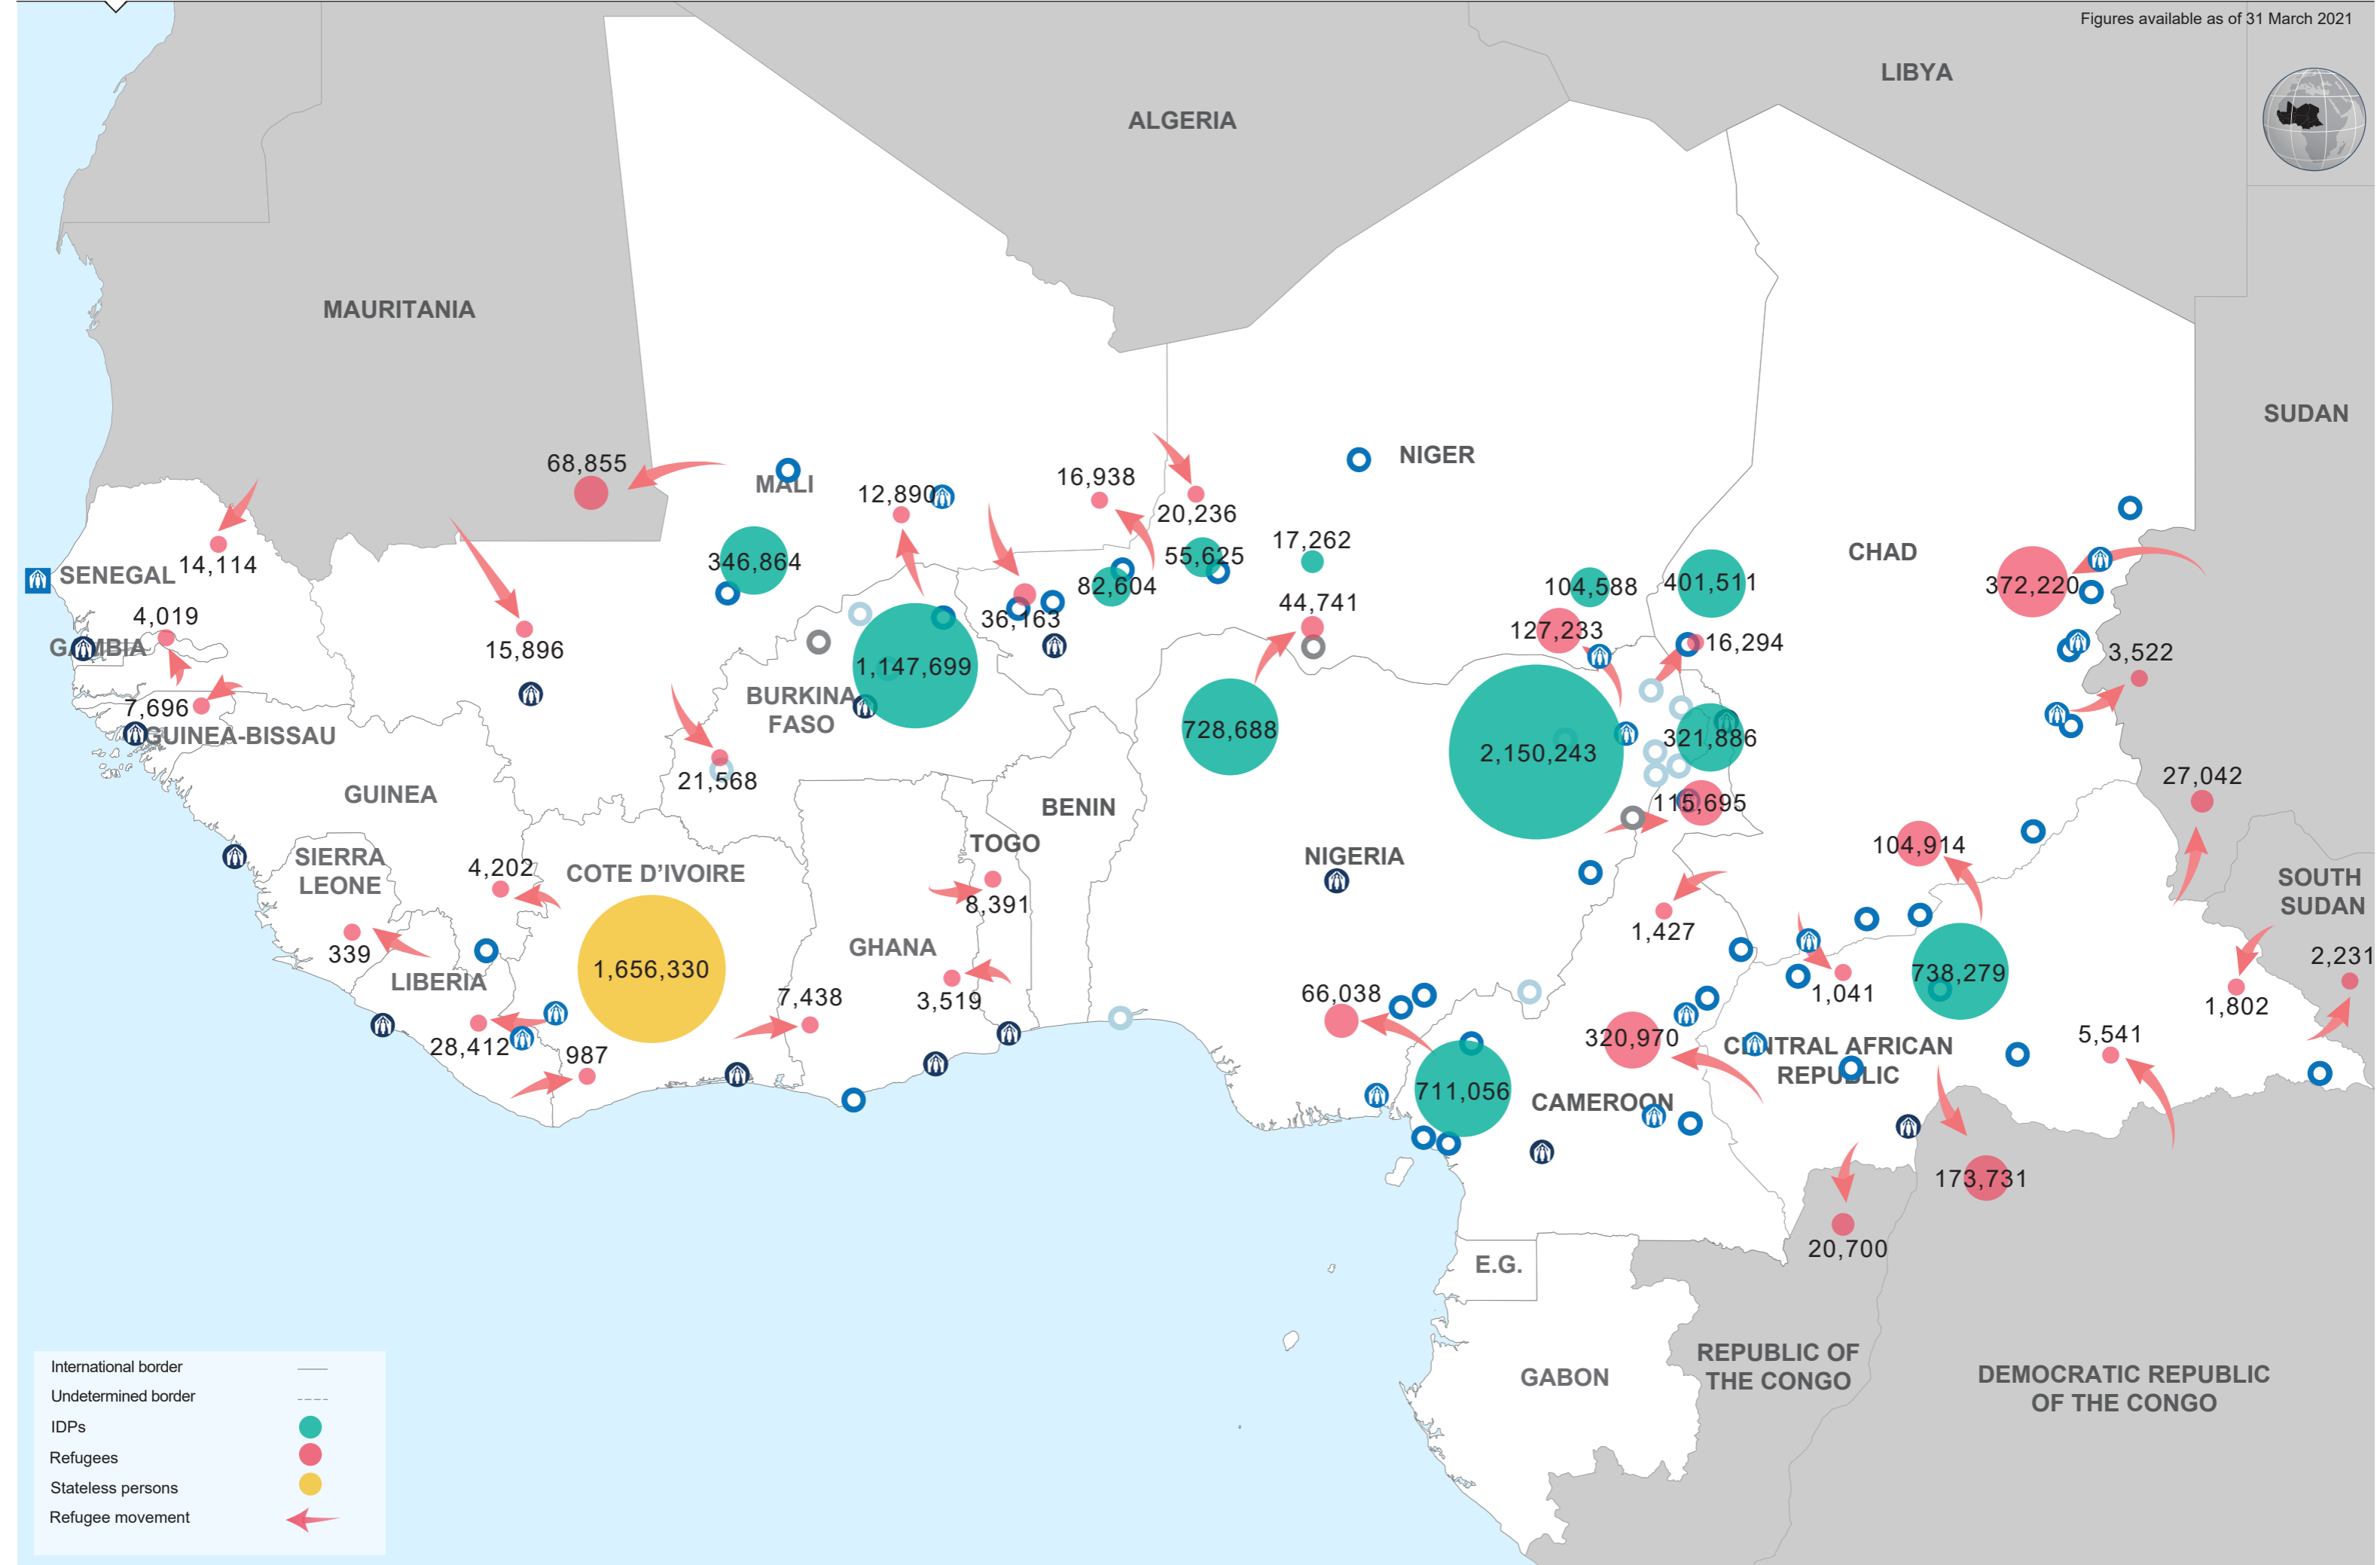 Figures available as of 31 March 2021
LIBYA
ALGERIA
MAURITANIA
SUDAN
68,855
MALI
12,890
16,938
20,236
NIGER
14,114
SENEGAL
346,864
82,604
55,625
17,262
104,588
401,511
CHAD
372,220
4,019
GAMBIA
15,896
36,163
44,741
127,233
16,294
3,522
1,147,699
7,696
GUINEA-BISSAU
BURKINA
FASO
728,688
2,150,243
321,886
21,568
27,042
GUINEA
BENIN
115,695
SIERRA
LEONE
4,202
COTE D’IVOIRE
TOGO
NIGERIA
104,914
SOUTH
SUDAN
8,391
339
GHANA
1,427
LIBERIA
1,656,330
738,279
2,231
7,438
3,519
66,038
1,041
1,802
28,412
987
320,970
CENTRAL AFRICAN
REPUBLIC
5,541
711,056
CAMEROON
173,731
20,700
E.G.
GABON
REPUBLIC OF
THE CONGO
DEMOCRATIC REPUBLIC
OF THE CONGO
International border
Undetermined border
IDPs
Refugees
Stateless persons
Refugee movement